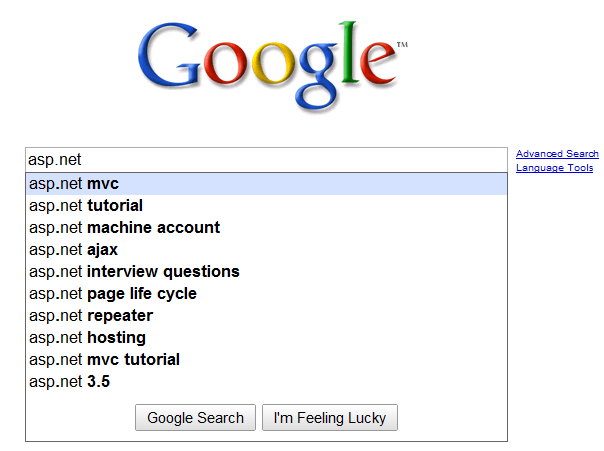 Google™
asp.net
Advanced Search
Language Tools
asp.net mvc
asp.net tutorial
asp.net machine account
asp.net ajax
asp.net interview questions
asp.net page life cycle
asp.net repeater
asp.net hosting
asp.net mvc tutorial
asp.net 3.5
Google Search
I'm Feeling Lucky